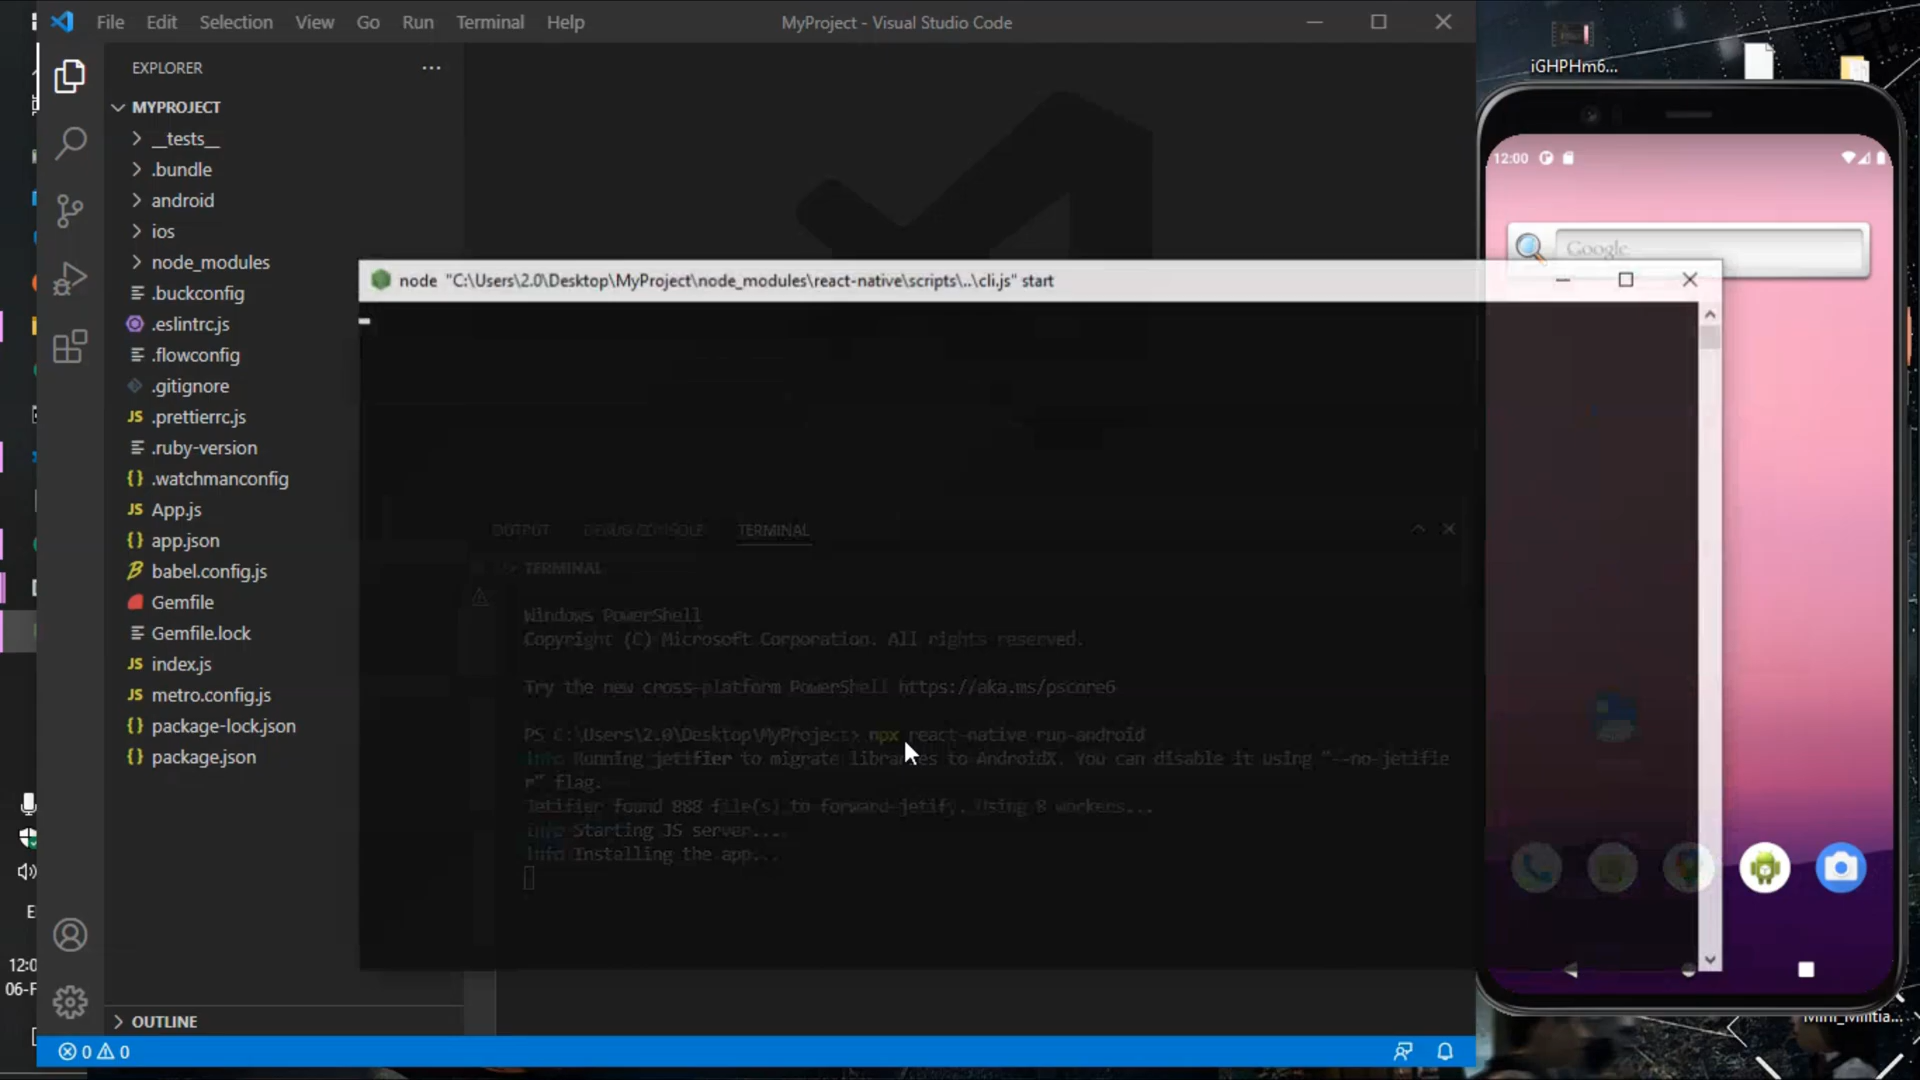 File Edit Selection View Go Run Terminal Help
MyProject - Visual Studio Code
iGHPHm6...
EXPLORER
MYPROJECT
__tests__
.bundle
android
ios
node_modules
.buckconfig
.eslintrc.js
.flowconfig
.gitignore
.prettierrc.js
.ruby-version
.watchmanconfig
App.js
app.json
babel.config.js
Gemfile
Gemfile.lock
index.js
metro.config.js
package-lock.json
package.json
OUTLINE
0 0
node "C:\Users\2.0\Desktop\MyProject\node_modules\react-native\scripts\..\cli.js" start
OUTPUT DEBUG CONSOLE TERMINAL
TERMINAL
Windows PowerShell
Copyright (C) Microsoft Corporation. All rights reserved.
Try the new cross-platform PowerShell https://aka.ms/pscore6
PS C:\Users\2.0\Desktop\MyProject> npx react-native run-android
info Running jetifier to migrate libraries to AndroidX. You can disable it using "--no-jetifie
r" flag.
Jetifier found 888 file(s) to forward-jetify. Using 8 workers...
info Starting JS server...
info Installing the app...
12:00
Google